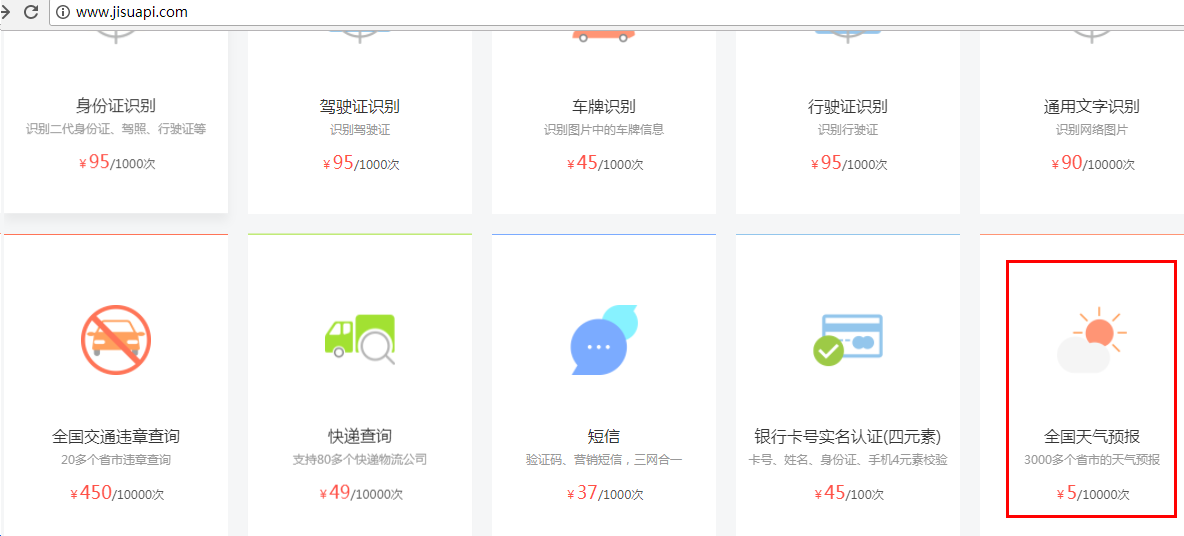 www.jisuapi.com
身份证识别
识别二代身份证、驾照、行驶证等
¥95/1000次
驾驶证识别
识别驾驶证
¥95/1000次
车牌识别
识别图片中的车牌信息
¥45/1000次
行驶证识别
识别行驶证
¥95/1000次
通用文字识别
识别网络图片
¥90/10000次
全国交通违章查询
20多个省市违章查询
¥450/10000次
快递查询
支持80多个快递物流公司
¥49/10000次
短信
验证码、营销短信，三网合一
¥37/1000次
银行卡号实名认证(四元素)
卡号、姓名、身份证、手机4元素校验
¥45/100次
全国天气预报
3000多个省市的天气预报
¥5/10000次